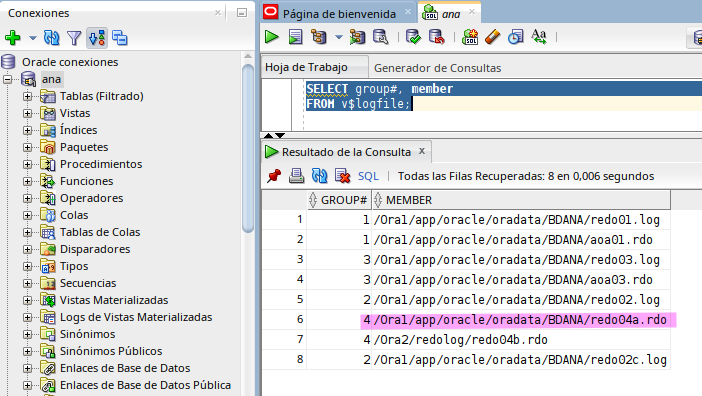 Conexiones
Oracle conexiones
ana
Tablas (Filtrado)
Vistas
Índices
Paquetes
Procedimientos
Funciones
Operadores
Colas
Tablas de Colas
Disparadores
Tipos
Secuencias
Vistas Materializadas
Logs de Vistas Materializadas
Sinónimos
Sinónimos Públicos
Enlaces de Base de Datos
Enlaces de Base de Datos Pública
Página de bienvenida ana
SQL Aa
Hoja de Trabajo Generador de Consultas
SELECT group#, member
FROM v$logfile;
Resultado de la Consulta x
SQL | Todas las Filas Recuperadas: 8 en 0,006 segundos
GROUP# MEMBER
1 1 /Ora1/app/oracle/oradata/BDANA/redo01.log
2 1 /Ora1/app/oracle/oradata/BDANA/aoa01.rdo
3 3 /Ora1/app/oracle/oradata/BDANA/redo03.log
4 3 /Ora1/app/oracle/oradata/BDANA/aoa03.rdo
5 2 /Ora1/app/oracle/oradata/BDANA/redo02.log
6 4 /Ora1/app/oracle/oradata/BDANA/redo04a.rdo
7 4 /Ora2/redolog/redo04b.rdo
8 2 /Ora1/app/oracle/oradata/BDANA/redo02c.log